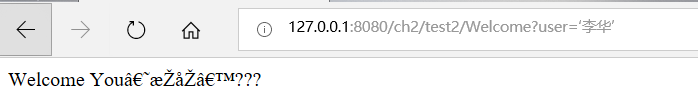 127.0.0.1:8080/ch2/test2/Welcome?user=‘李华’
Welcome Youâ€˜æŽåŽâ€™???